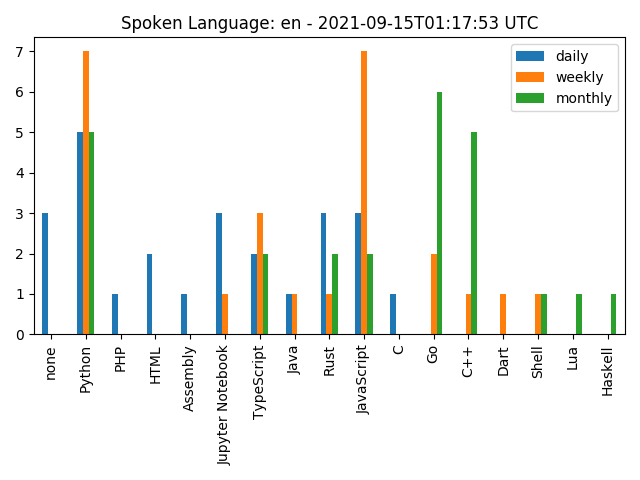 Spoken Language: en - 2021-09-15T01:17:53 UTC
daily
weekly
monthly
7
6
5
4
3
2
1
0
none
Python
PHP
HTML
Assembly
Jupyter Notebook
TypeScript
Java
Rust
JavaScript
C
Go
C++
Dart
Shell
Lua
Haskell